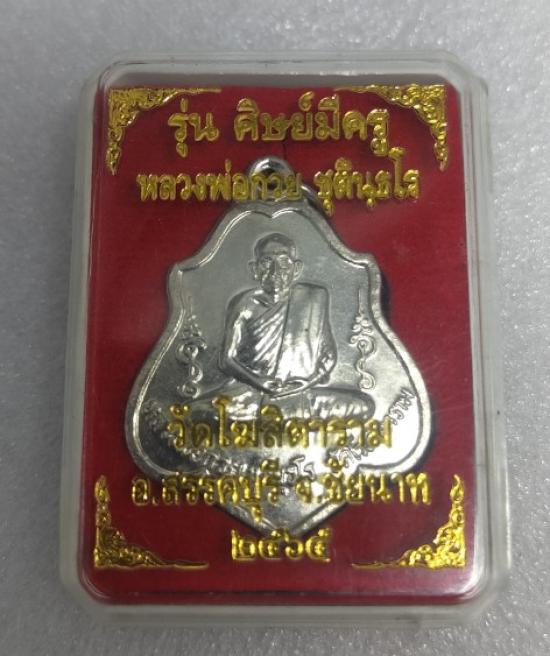 รุ่น ศิษย์มีครู
หลวงพ่อกวย ชุตินฺธโร
วัดโฆสิตาราม
อ.สรรคบุรี จ.ชัยนาท
๒๕๖๕